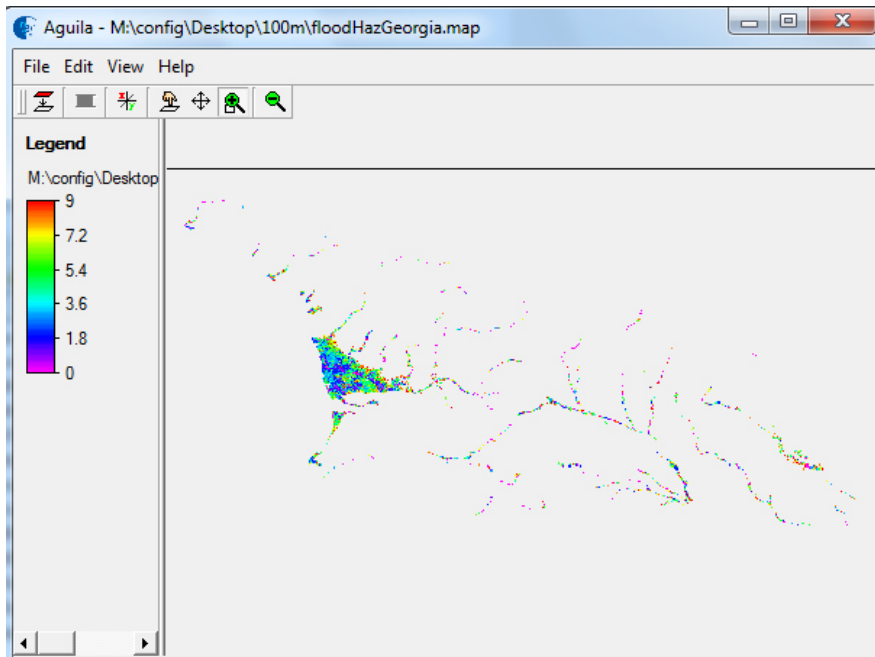 Aguila - M:\config\Desktop\100m\floodHazGeorgia.map
File Edit View Help
Legend
M:\config\Desktop
9
7.2
5.4
3.6
1.8
0